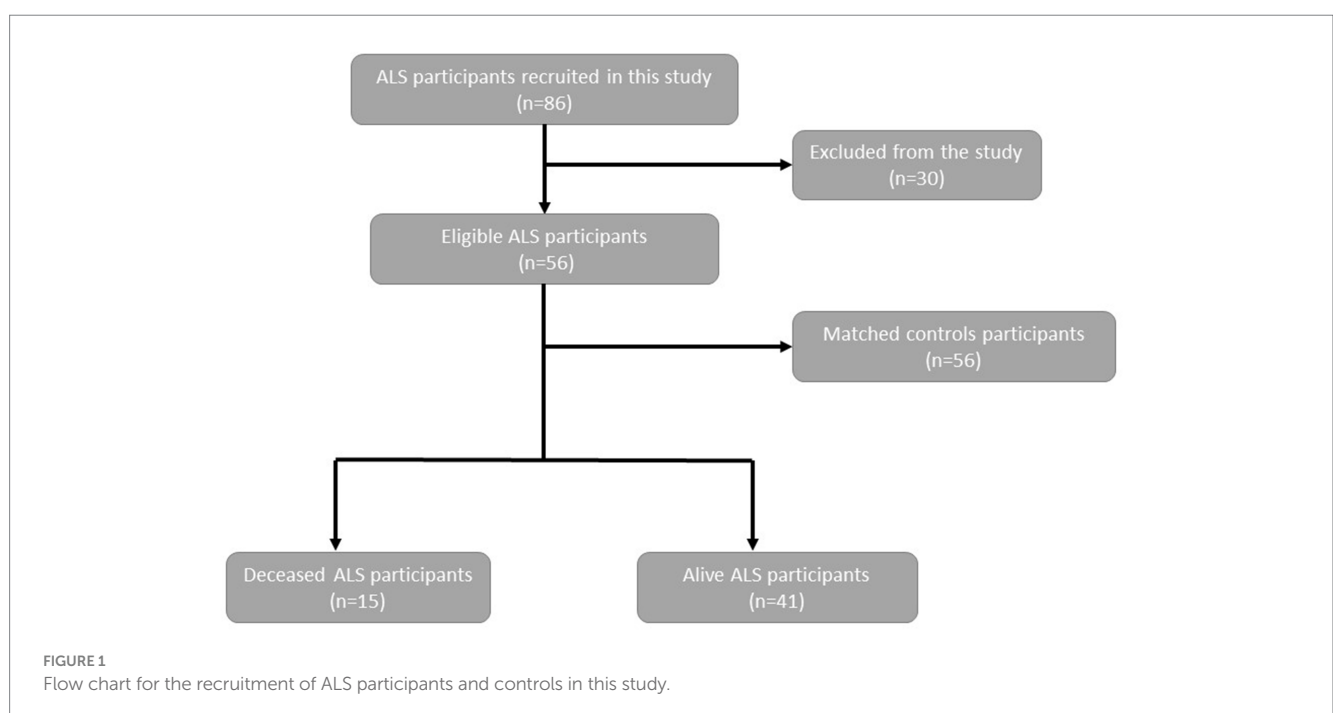 ALS participants recruited in this study
(n=86)
Excluded from the study
(n=30)
Eligible ALS participants
(n=56)
Matched controls participants
(n=56)
Deceased ALS participants
(n=15)
Alive ALS participants
(n=41)
FIGURE 1
Flow chart for the recruitment of ALS participants and controls in this study.